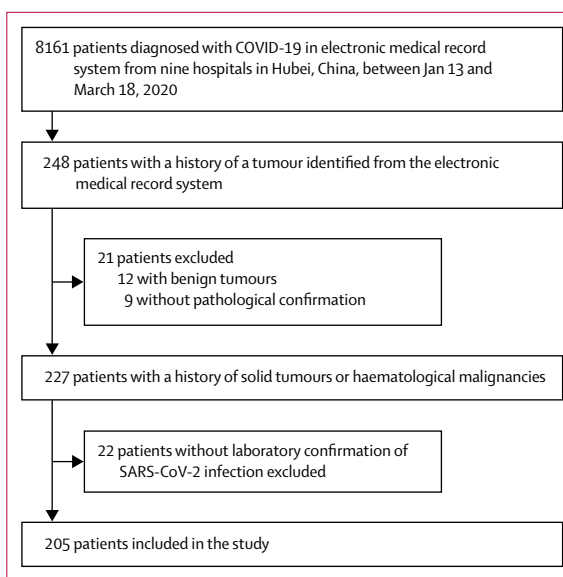 8161 patients diagnosed with COVID-19 in electronic medical record
system from nine hospitals in Hubei, China, between Jan 13 and
March 18, 2020
248 patients with a history of a tumour identified from the electronic
medical record system
21 patients excluded
12 with benign tumours
9 without pathological confirmation
227 patients with a history of solid tumours or haematological malignancies
22 patients without laboratory confirmation of
SARS-CoV-2 infection excluded
205 patients included in the study